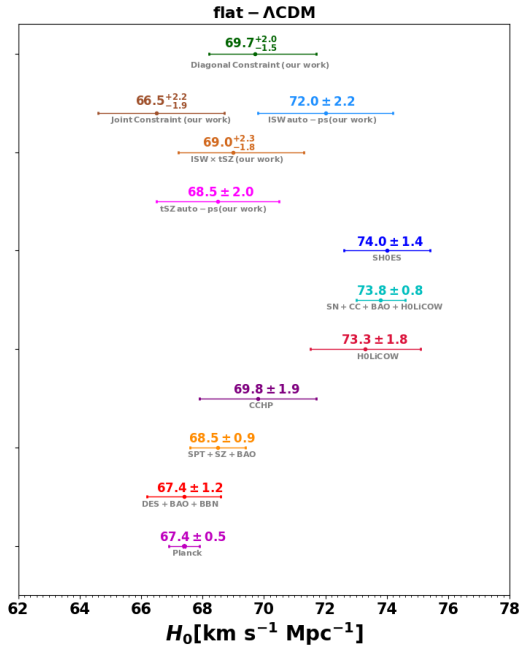 flat − ΛCDM
69.7+2.0−1.5
Diagonal Constraint (our work)
66.5+2.2−1.9
72.0 ± 2.2
Joint Constraint (our work)
ISW auto − ps(our work)
69.0+2.3−1.8
ISW × tSZ (our work)
68.5 ± 2.0
tSZ auto − ps(our work)
74.0 ± 1.4
SH0ES
73.8 ± 0.8
SN + CC + BAO + H0LiCOW
73.3 ± 1.8
H0LiCOW
69.8 ± 1.9
CCHP
68.5 ± 0.9
SPT + SZ + BAO
67.4 ± 1.2
DES + BAO + BBN
67.4 ± 0.5
Planck
62 64 66 68 70 72 74 76 78
H0[km s−1 Mpc−1]